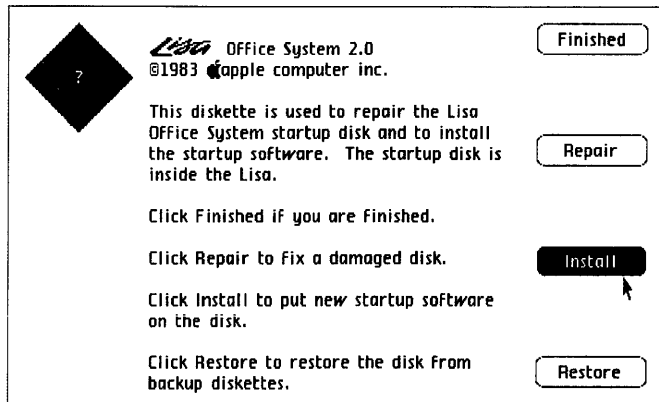 ?
Lisa Office System 2.0
©1983 apple computer inc.
This diskette is used to repair the Lisa
Office System startup disk and to install
the startup software. The startup disk is
inside the Lisa.
Click Finished if you are finished.
Click Repair to fix a damaged disk.
Click Install to put new startup software
on the disk.
Click Restore to restore the disk from
backup diskettes.
Finished
Repair
Install
Restore